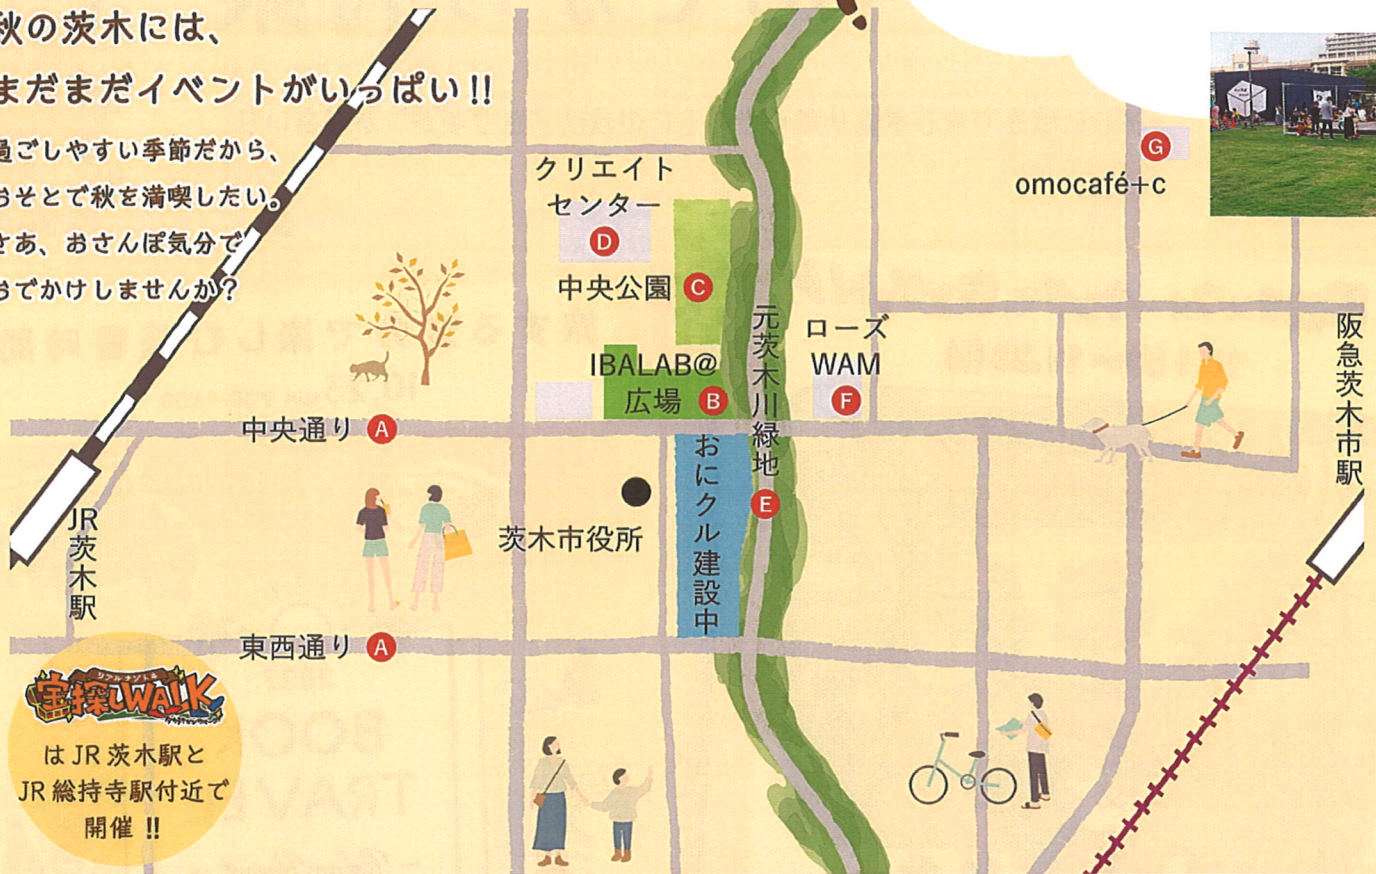 秋の茨木には、
まだまだイベントがいっぱい!!
過ごしやすい季節だから、
おそとで秋を満喫したい。
さあ、おさんぽ気分で
おでかけしませんか？
クリエイト
センター
D
中央公園 C
IBALAB@
広場 B
元茨木川緑地
E
ローズ
WAM
F
G
omocafé+c
阪急茨木市駅
中央通り A
JR茨木駅
茨木市役所
おにクル建設中
東西通り A
リアルナゾトキ
宝探しWALK
はJR茨木駅と
JR総持寺駅付近で
開催!!